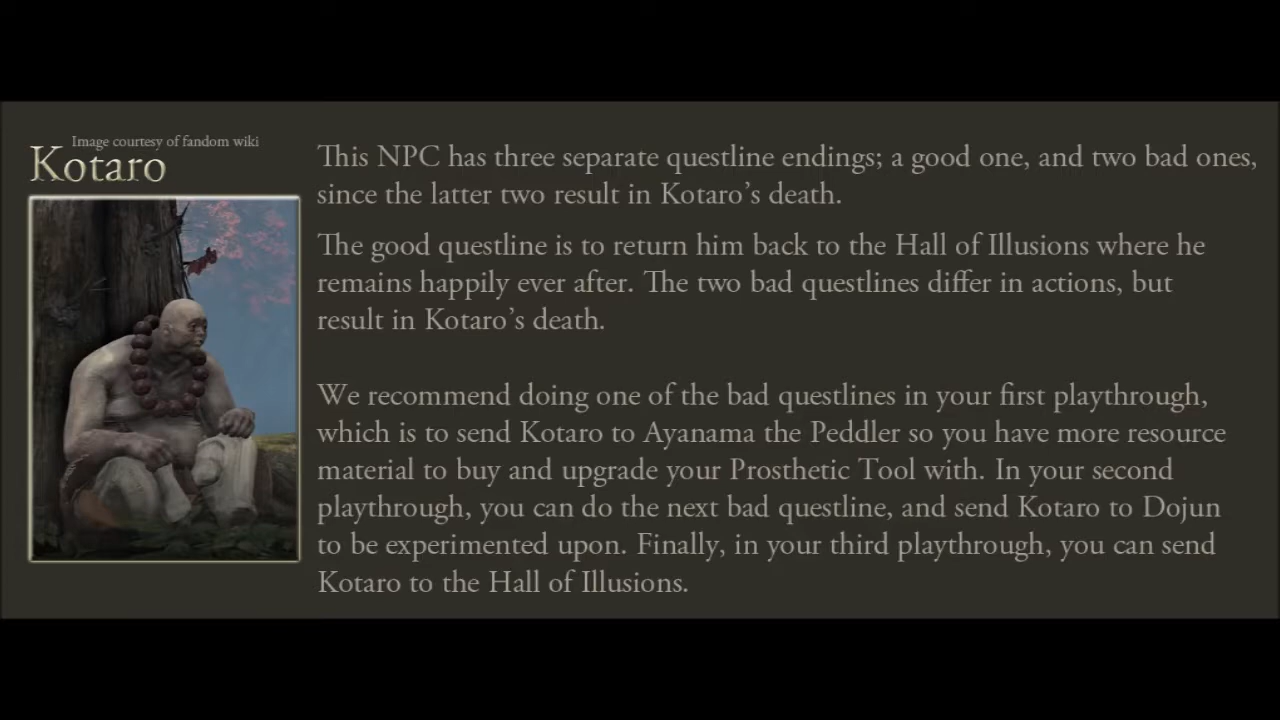 Image courtesy of fandom wiki
Kotaro
This NPC has three separate questline endings; a good one, and two bad ones,
since the latter two result in Kotaro’s death.
The good questline is to return him back to the Hall of Illusions where he
remains happily ever after. The two bad questlines differ in actions, but
result in Kotaro’s death.
We recommend doing one of the bad questlines in your first playthrough,
which is to send Kotaro to Ayanama the Peddler so you have more resource
material to buy and upgrade your Prosthetic Tool with. In your second
playthrough, you can do the next bad questline, and send Kotaro to Dojun
to be experimented upon. Finally, in your third playthrough, you can send
Kotaro to the Hall of Illusions.